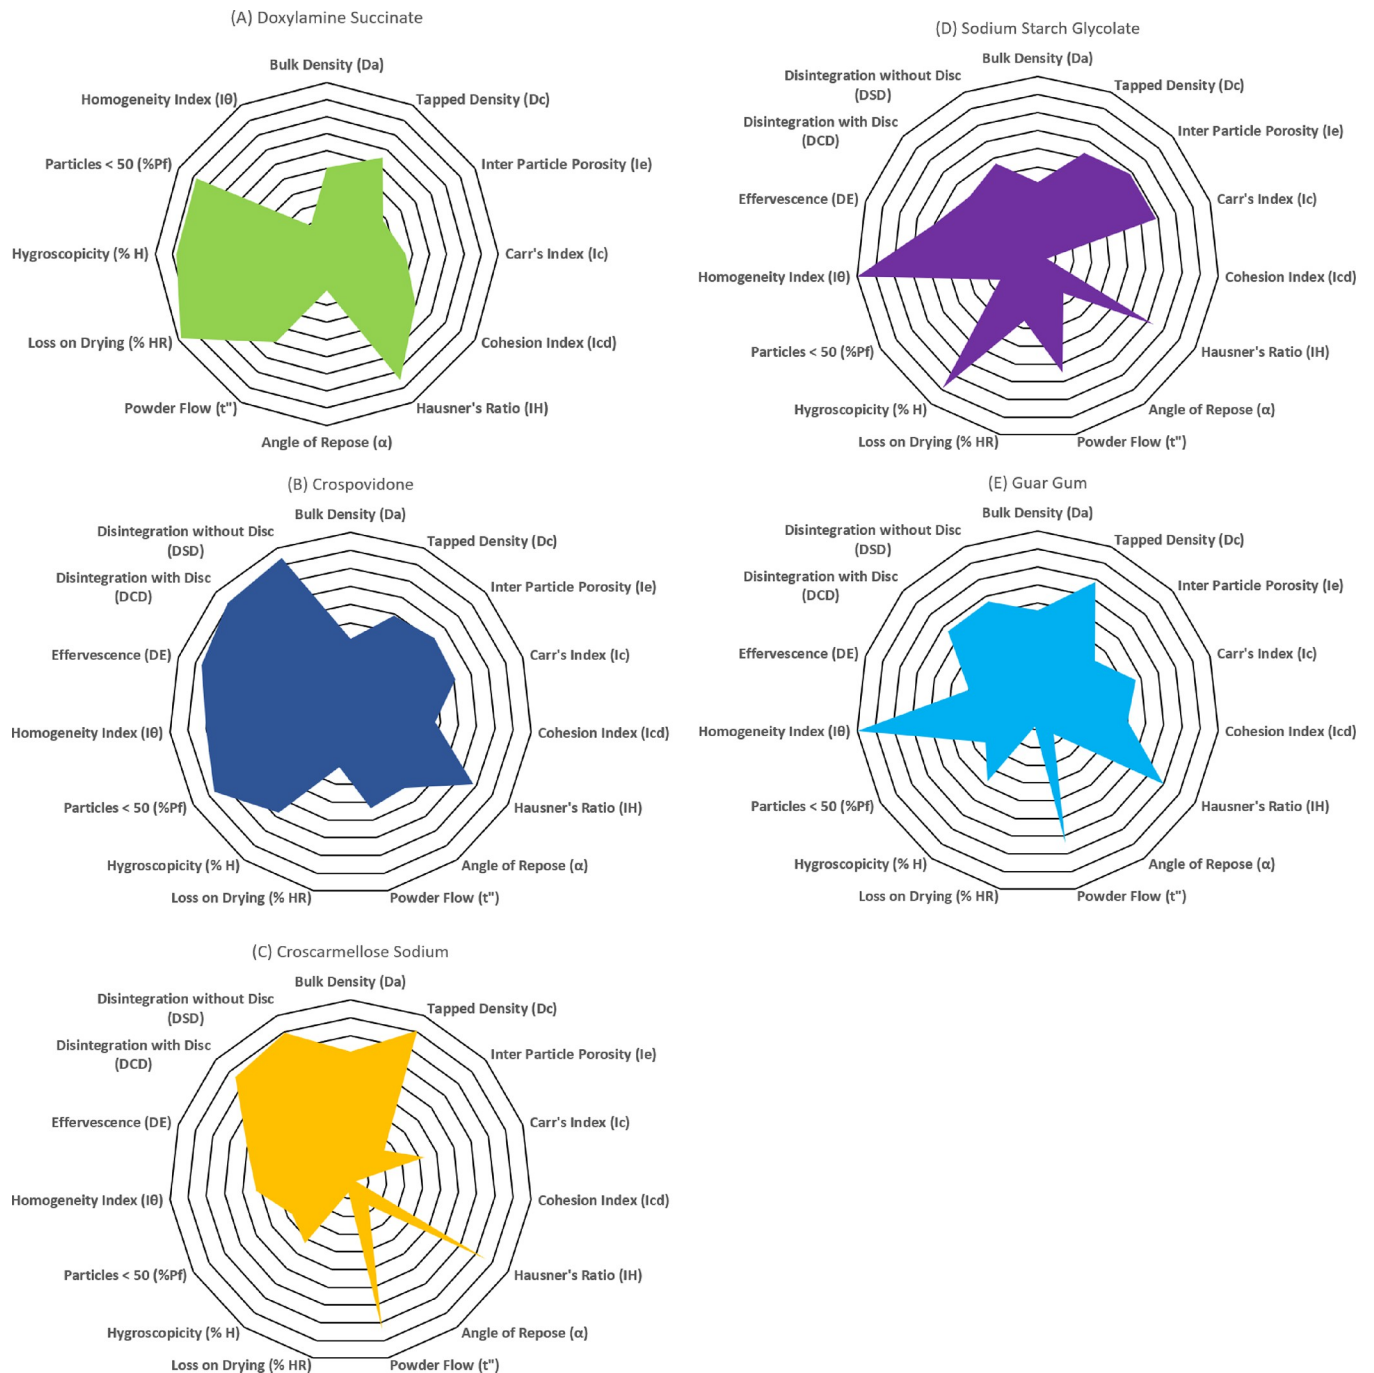 (A) Doxylamine Succinate
Bulk Density (Da)
Tapped Density (Dc)
Inter Particle Porosity (Ie)
Carr's Index (Ic)
Cohesion Index (Icd)
Hausner's Ratio (IH)
Angle of Repose (α)
Powder Flow (t")
Loss on Drying (% HR)
Hygroscopicity (% H)
Particles < 50 (%Pf)
Homogeneity Index (Iθ)
(B) Crospovidone
Bulk Density (Da)
Tapped Density (Dc)
Inter Particle Porosity (Ie)
Carr's Index (Ic)
Cohesion Index (Icd)
Hausner's Ratio (IH)
Angle of Repose (α)
Powder Flow (t")
Loss on Drying (% HR)
Hygroscopicity (% H)
Particles < 50 (%Pf)
Homogeneity Index (Iθ)
Effervescence (DE)
Disintegration with Disc
(DCD)
Disintegration without Disc
(DSD)
(C) Croscarmellose Sodium
Bulk Density (Da)
Tapped Density (Dc)
Inter Particle Porosity (Ie)
Carr's Index (Ic)
Cohesion Index (Icd)
Hausner's Ratio (IH)
Angle of Repose (α)
Powder Flow (t")
Loss on Drying (% HR)
Hygroscopicity (% H)
Particles < 50 (%Pf)
Homogeneity Index (Iθ)
Effervescence (DE)
Disintegration with Disc
(DCD)
Disintegration without Disc
(DSD)
(D) Sodium Starch Glycolate
Bulk Density (Da)
Tapped Density (Dc)
Inter Particle Porosity (Ie)
Carr's Index (Ic)
Cohesion Index (Icd)
Hausner's Ratio (IH)
Angle of Repose (α)
Powder Flow (t")
Loss on Drying (% HR)
Hygroscopicity (% H)
Particles < 50 (%Pf)
Homogeneity Index (Iθ)
Effervescence (DE)
Disintegration with Disc
(DCD)
Disintegration without Disc
(DSD)
(E) Guar Gum
Bulk Density (Da)
Tapped Density (Dc)
Inter Particle Porosity (Ie)
Carr's Index (Ic)
Cohesion Index (Icd)
Hausner's Ratio (IH)
Angle of Repose (α)
Powder Flow (t")
Loss on Drying (% HR)
Hygroscopicity (% H)
Particles < 50 (%Pf)
Homogeneity Index (Iθ)
Effervescence (DE)
Disintegration with Disc
(DCD)
Disintegration without Disc
(DSD)